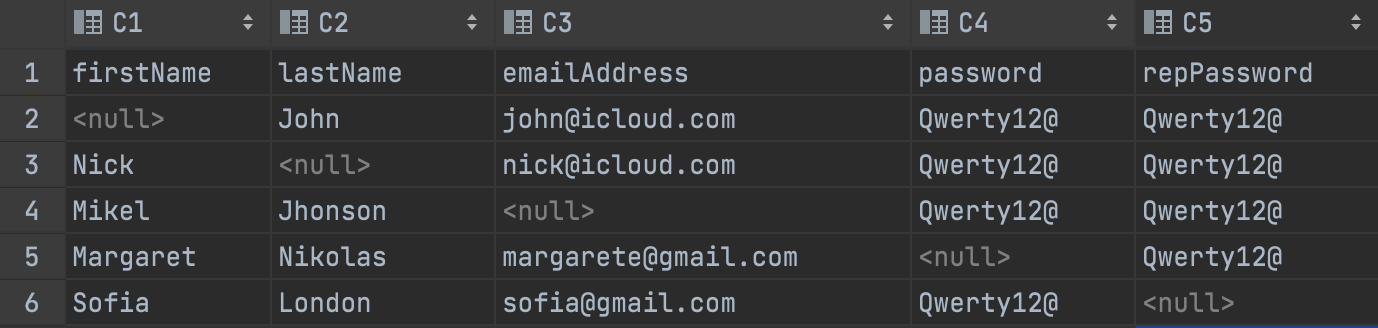 C1 C2 C3 C4 C5
1 firstName lastName emailAddress password repPassword
2 <null> John john@icloud.com Qwerty12@ Qwerty12@
3 Nick <null> nick@icloud.com Qwerty12@ Qwerty12@
4 Mikel Jhonson <null> Qwerty12@ Qwerty12@
5 Margaret Nikolas margarete@gmail.com <null> Qwerty12@
6 Sofia London sofia@gmail.com Qwerty12@ <null>